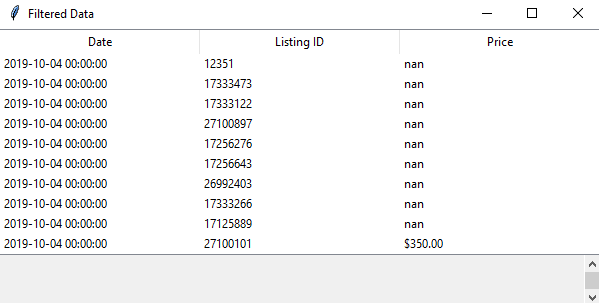 Filtered Data
Date Listing ID Price
2019-10-04 00:00:00 12351 nan
2019-10-04 00:00:00 17333473 nan
2019-10-04 00:00:00 17333122 nan
2019-10-04 00:00:00 27100897 nan
2019-10-04 00:00:00 17256276 nan
2019-10-04 00:00:00 17256643 nan
2019-10-04 00:00:00 26992403 nan
2019-10-04 00:00:00 17333266 nan
2019-10-04 00:00:00 17125889 nan
2019-10-04 00:00:00 27100101 $350.00